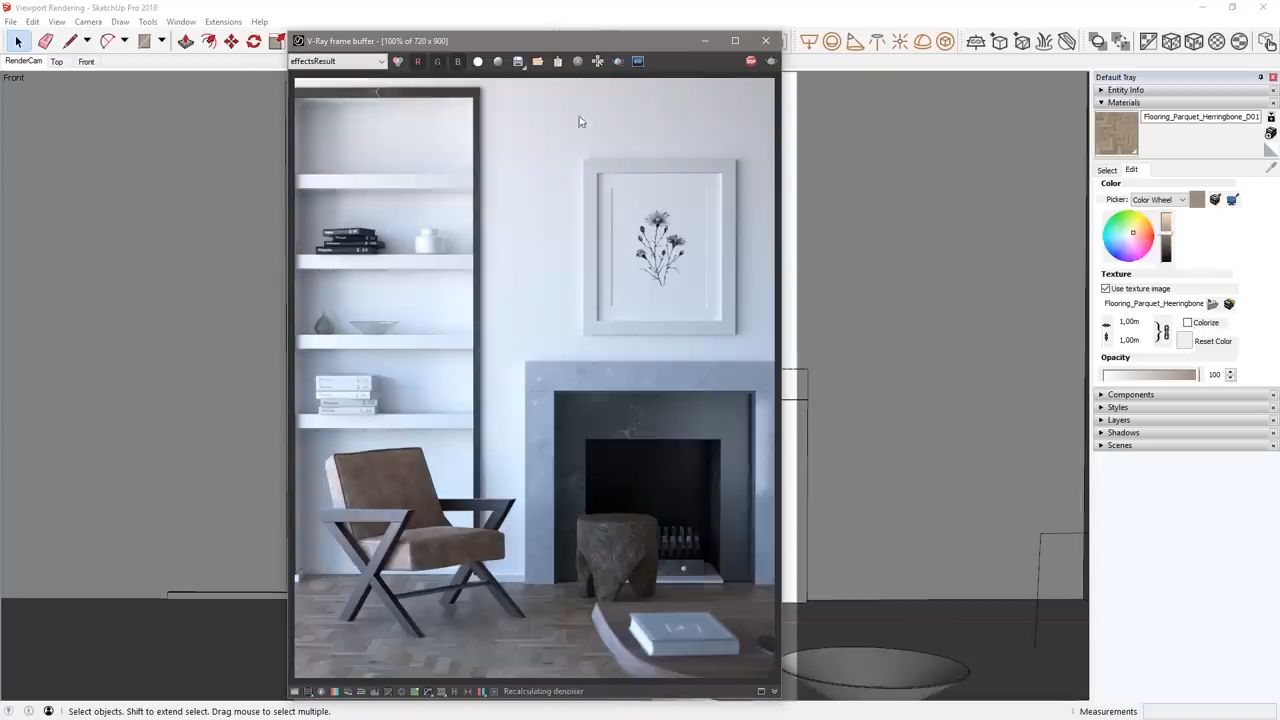 Viewport Rendering - SketchUp Pro 2018
File Edit View Camera Draw Tools Window Extensions Help
V-Ray frame buffer - [100% of 720 x 900]
RenderCam Top Front
effectsResult
R G B
Front
Default Tray
Entity Info
Materials
Flooring_Parquet_Herringbone_D01
Select Edit
Color
Picker: Color Wheel
Texture
Use texture image
Flooring_Parquet_Herringbone
1,00m
Colorize
1,00m
Reset Color
Opacity
100
Components
Styles
Layers
Shadows
Scenes
H
Recalculating denoiser
Select objects. Shift to extend select. Drag mouse to select multiple.
Measurements